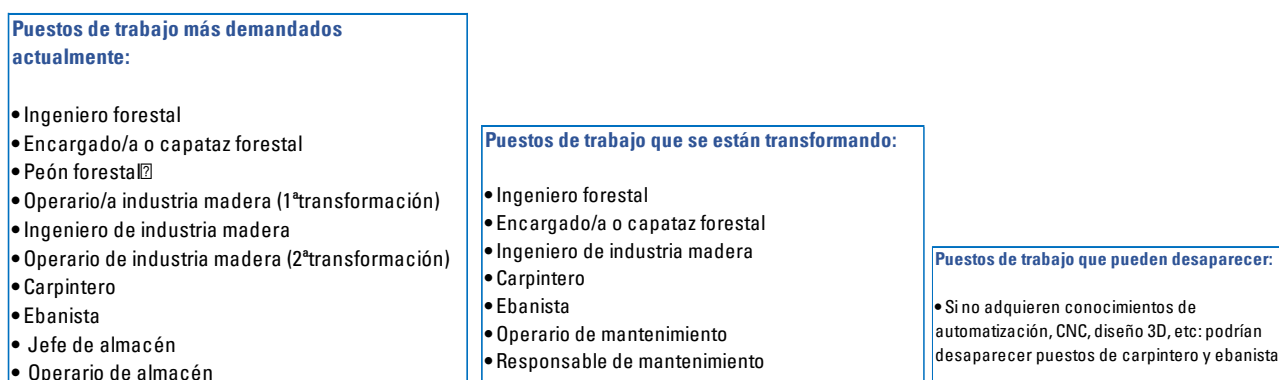 Puestos de trabajo más demandados
actualmente:
• Ingeniero forestal
• Encargado/a o capataz forestal
• Peón forestal
• Operario/a industria madera (1ªtransformación)
• Ingeniero de industria madera
• Operario de industria madera (2ªtransformación)
• Carpintero
• Ebanista
• Jefe de almacén
• Operario de almacén
Puestos de trabajo que se están transformando:
• Ingeniero forestal
• Encargado/a o capataz forestal
• Ingeniero de industria madera
• Carpintero
• Ebanista
• Operario de mantenimiento
• Responsable de mantenimiento
Puestos de trabajo que pueden desaparecer:
• Si no adquieren conocimientos de
automatización, CNC, diseño 3D, etc: podrían
desaparecer puestos de carpintero y ebanista